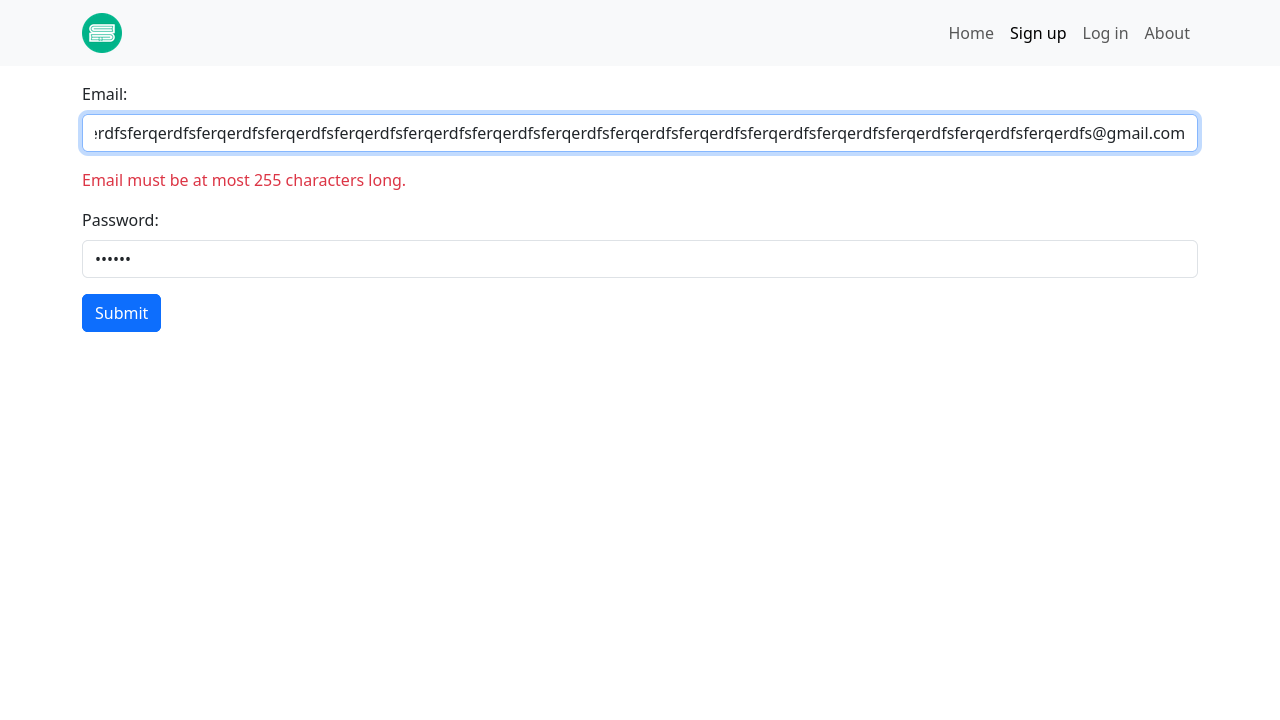 Home Sign up Log in About
Email:
erdfsferqerdfsferqerdfsferqerdfsferqerdfsferqerdfsferqerdfsferqerdfsferqerdfsferqerdfsferqerdfsferqerdfsferqerdfsferqerdfsferqerdfs@gmail.com
Email must be at most 255 characters long.
Password:
••••••
Submit